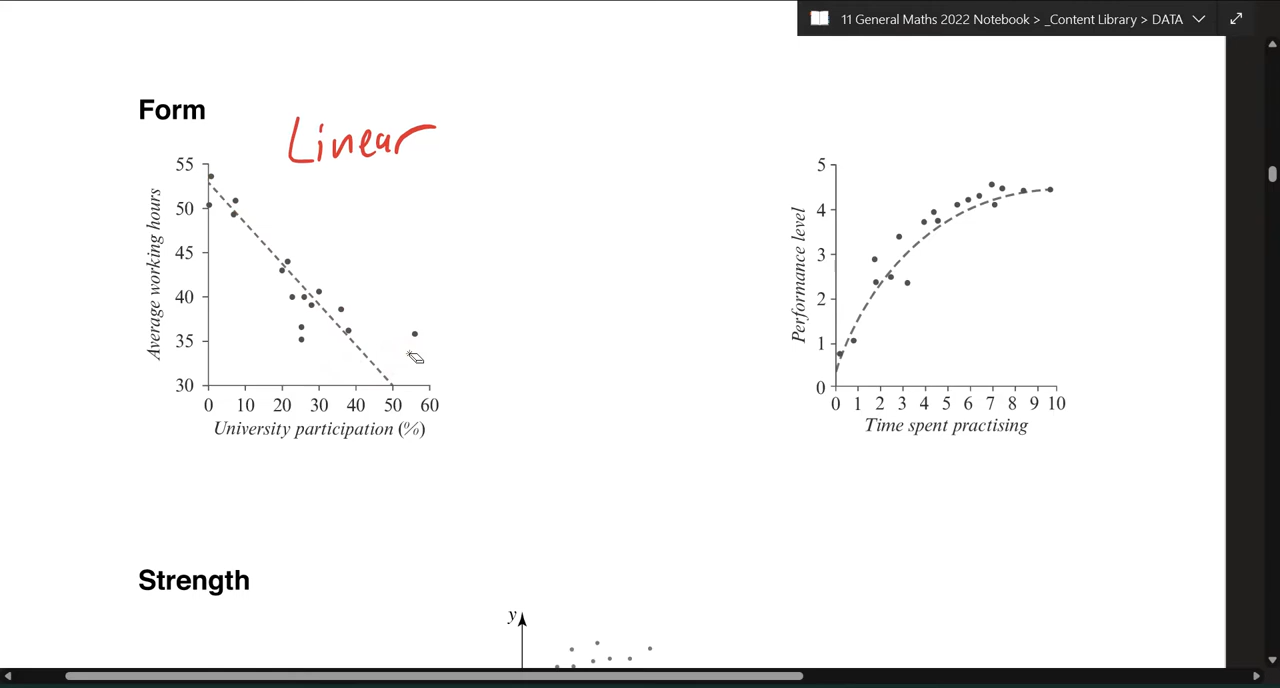 11 General Maths 2022 Notebook > _Content Library > DATA
Form
Linear
55
50
45
40
35
30
0 10 20 30 40 50 60
Average working hours
University participation (%)
5
4
3
2
1
0
0 1 2 3 4 5 6 7 8 9 10
Performance level
Time spent practising
Strength
y